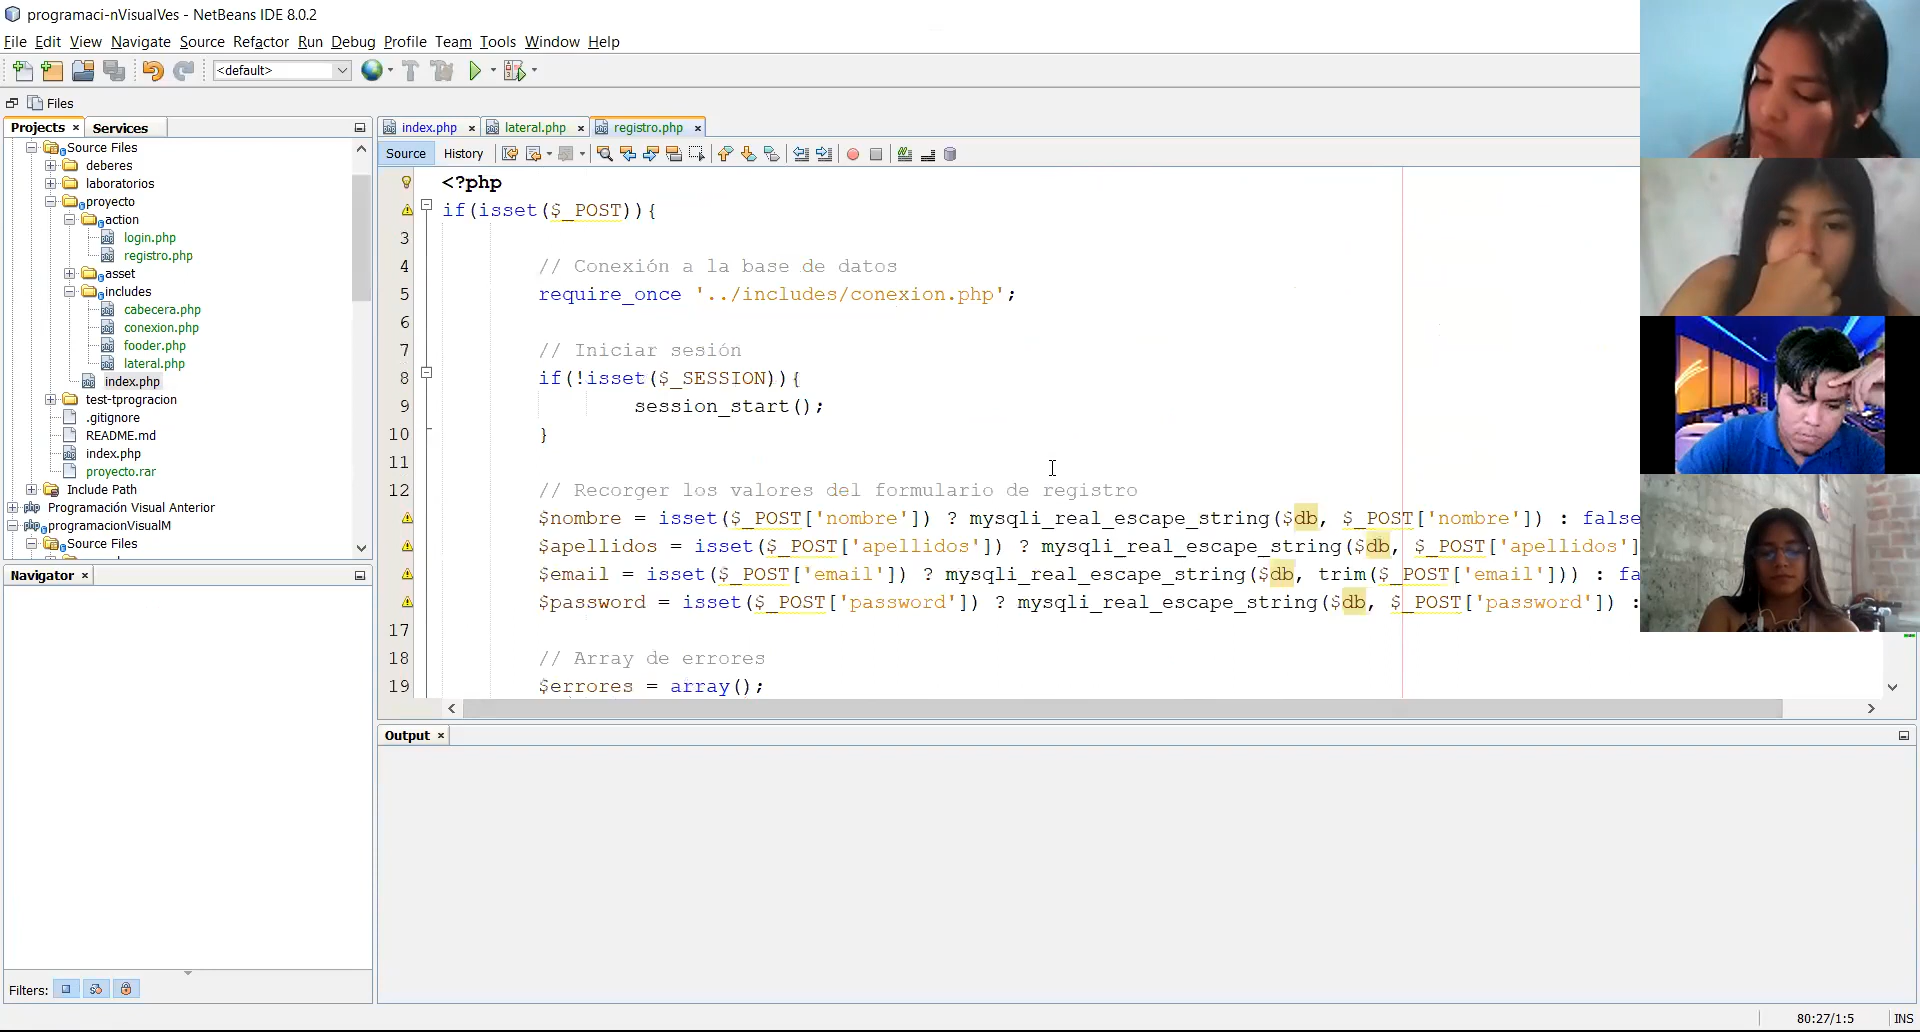 programaci-nVisualVes - NetBeans IDE 8.0.2
File Edit View Navigate Source Refactor Run Debug Profile Team Tools Window Help
<default>
Files
Projects × Services
Source Files
deberes
laboratorios
proyecto
action
login.php
registro.php
asset
includes
cabecera.php
conexion.php
fooder.php
lateral.php
index.php
test-tprogracion
.gitignore
README.md
index.php
proyecto.rar
Include Path
Programación Visual Anterior
programacionVisualM
Source Files
Navigator ×
Filters:
index.php × lateral.php × registro.php ×
Source History
<?php
if(isset($_POST)){
3
4 // Conexión a la base de datos
5 require_once '../includes/conexion.php';
6
7 // Iniciar sesión
8 if(!isset($_SESSION)){
9 session_start();
10 }
11
12 // Recorger los valores del formulario de registro
$nombre = isset($_POST['nombre']) ? mysqli_real_escape_string($db, $_POST['nombre']) : false
$apellidos = isset($_POST['apellidos']) ? mysqli_real_escape_string($db, $_POST['apellidos']
$email = isset($_POST['email']) ? mysqli_real_escape_string($db, trim($_POST['email'])) : fa
$password = isset($_POST['password']) ? mysqli_real_escape_string($db, $_POST['password']) :
17
18 // Array de errores
19 $errores = array();
Output ×
80:27/1:5 INS